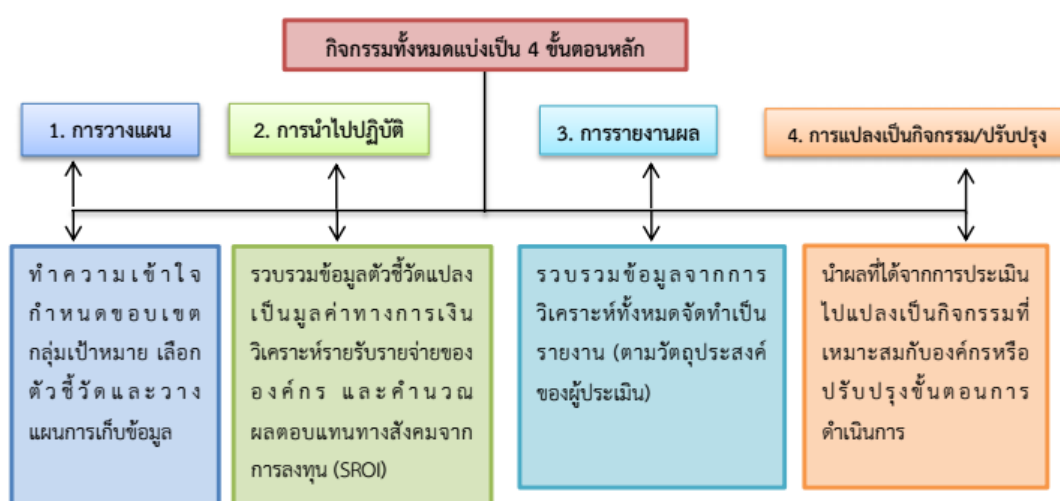 กิจกรรมทั้งหมดแบ่งเป็น 4 ขั้นตอนหลัก
1. การวางแผน
2. การนำไปปฏิบัติ
3. การรายงานผล
4. การแปลงเป็นกิจกรรม/ปรับปรุง
ทำความเข้าใจ
กำหนดขอบเขต
กลุ่มเป้าหมาย เลือก
ตัวชี้วัดและวาง
แผนการเก็บข้อมูล
รวบรวมข้อมูลตัวชี้วัดแปลง
เป็นมูลค่าทางการเงิน
วิเคราะห์รายรับรายจ่ายของ
องค์กร และคำนวณ
ผลตอบแทนทางสังคมจาก
การลงทุน (SROI)
รวบรวมข้อมูลจากการ
วิเคราะห์ทั้งหมดจัดทำเป็น
รายงาน (ตามวัตถุประสงค์
ของผู้ประเมิน)
นำผลที่ได้จากการประเมิน
ไปแปลงเป็นกิจกรรมที่
เหมาะสมกับองค์กรหรือ
ปรับปรุงขั้นตอนการ
ดำเนินการ